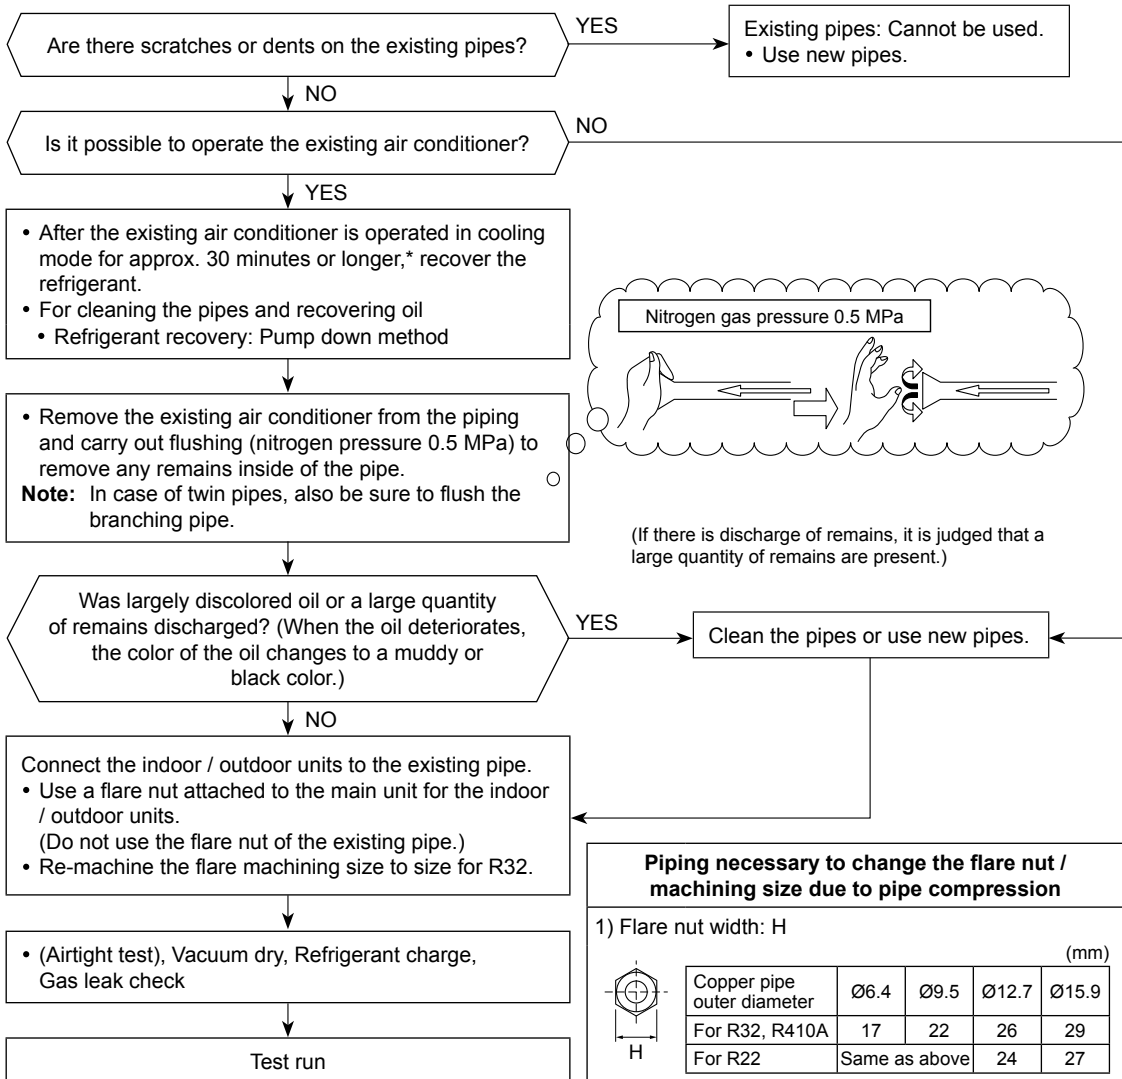 Are there scratches or dents on the existing pipes?
YES
Existing pipes: Cannot be used.
• Use new pipes.
NO
Is it possible to operate the existing air conditioner?
NO
YES
• After the existing air conditioner is operated in cooling
mode for approx. 30 minutes or longer,* recover the
refrigerant.
• For cleaning the pipes and recovering oil
• Refrigerant recovery: Pump down method
Nitrogen gas pressure 0.5 MPa
• Remove the existing air conditioner from the piping
and carry out flushing (nitrogen pressure 0.5 MPa) to
remove any remains inside of the pipe.
Note: In case of twin pipes, also be sure to flush the
branching pipe.
(If there is discharge of remains, it is judged that a
large quantity of remains are present.)
Was largely discolored oil or a large quantity
of remains discharged? (When the oil deteriorates,
the color of the oil changes to a muddy or
black color.)
YES
Clean the pipes or use new pipes.
NO
Connect the indoor / outdoor units to the existing pipe.
• Use a flare nut attached to the main unit for the indoor
/ outdoor units.
(Do not use the flare nut of the existing pipe.)
• Re-machine the flare machining size to size for R32.
• (Airtight test), Vacuum dry, Refrigerant charge,
Gas leak check
Test run
Piping necessary to change the flare nut /
machining size due to pipe compression
1) Flare nut width: H
(mm)
H
Copper pipe
outer diameter Ø6.4 Ø9.5 Ø12.7 Ø15.9
For R32, R410A 17 22 26 29
For R22 Same as above 24 27